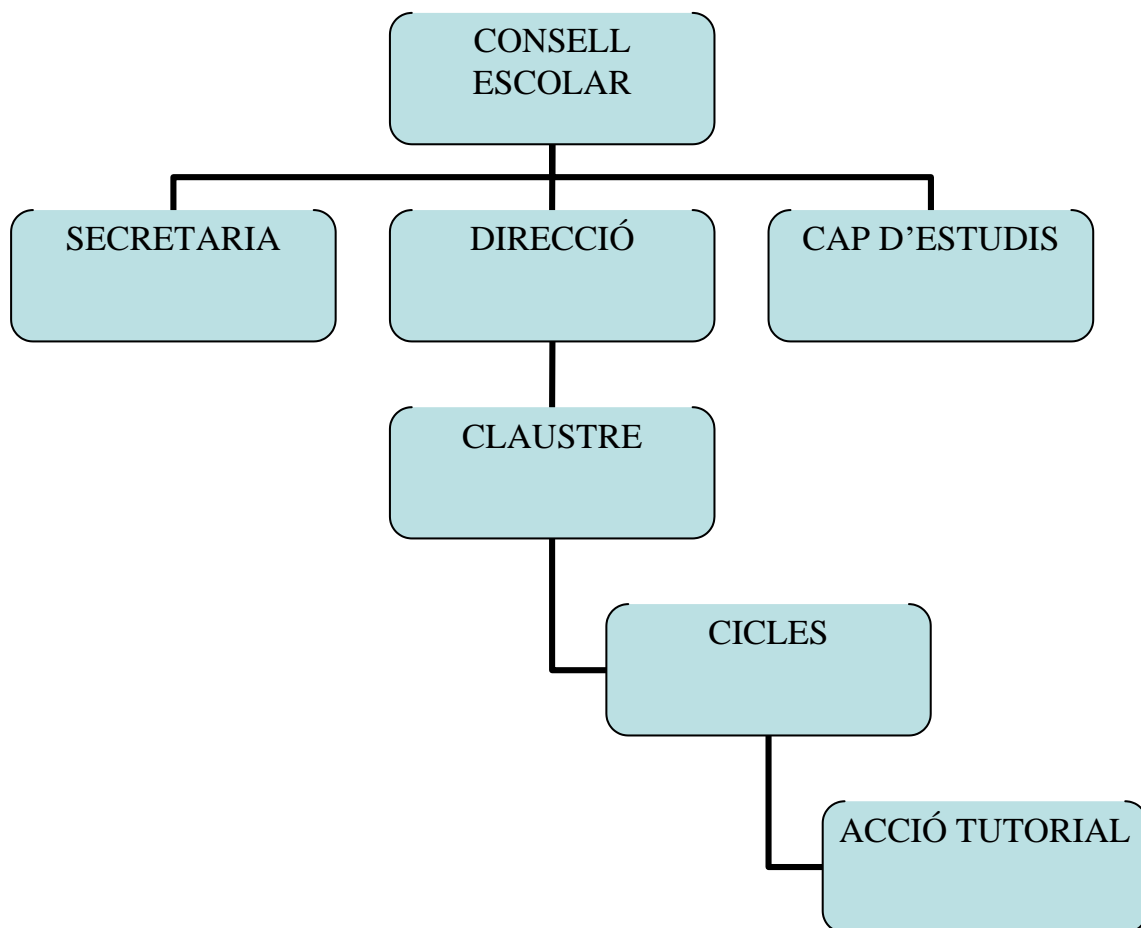 CONSELL
ESCOLAR
SECRETARIA
DIRECCIÓ
CAP D’ESTUDIS
CLAUSTRE
CICLES
ACCIÓ TUTORIAL